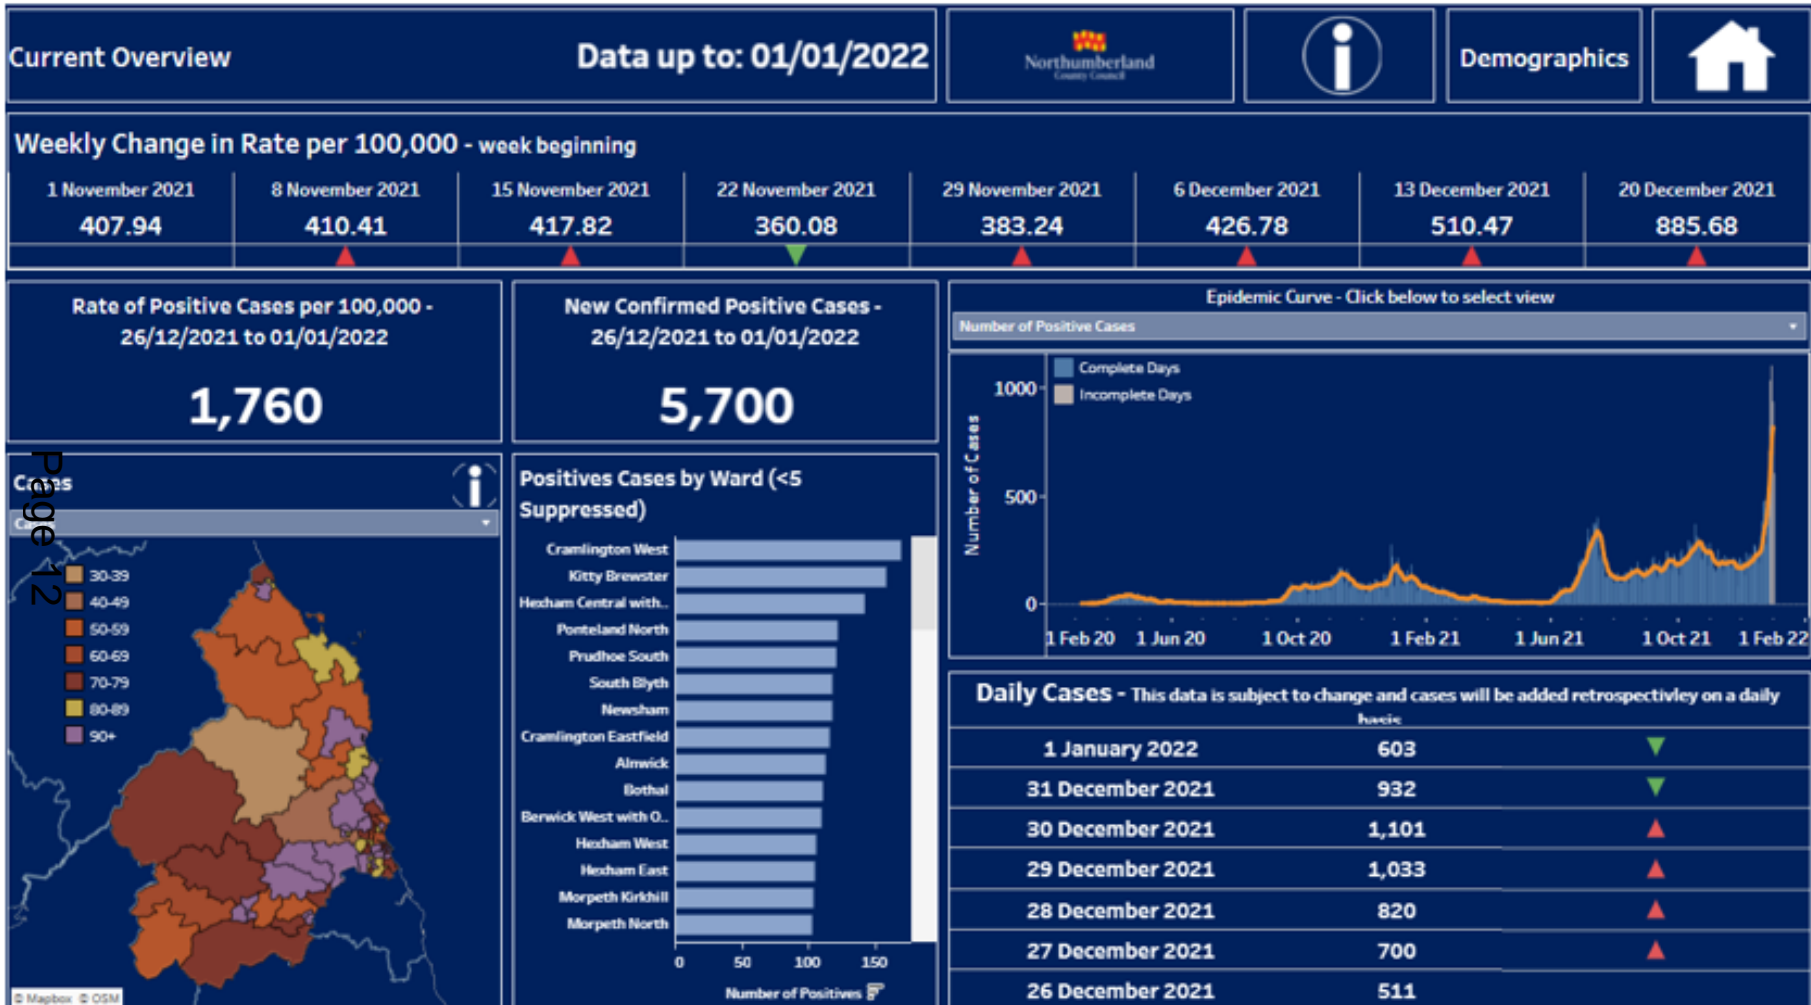 Current Overview
Data up to: 01/01/2022
Northumberland
County Council
Demographics
Weekly Change in Rate per 100,000 - week beginning
1 November 2021
8 November 2021
15 November 2021
22 November 2021
29 November 2021
6 December 2021
13 December 2021
20 December 2021
407.94
410.41
417.82
360.08
383.24
426.78
510.47
885.68
Rate of Positive Cases per 100,000 -
26/12/2021 to 01/01/2022
1,760
New Confirmed Positive Cases -
26/12/2021 to 01/01/2022
5,700
Epidemic Curve - Click below to select view
Number of Positive Cases
Complete Days
Incomplete Days
Number of Cases
1000
500
0
1 Feb 20
1 Jun 20
1 Oct 20
1 Feb 21
1 Jun 21
1 Oct 21
1 Feb 22
Cases
Page 12
30-39
40-49
50-59
60-69
70-79
80-89
90+
© Mapbox © OSM
Positives Cases by Ward (<5
Suppressed)
Cramlington West
Kitty Brewster
Hexham Central with..
Ponteland North
Prudhoe South
South Blyth
Newsham
Cramlington Eastfield
Alnwick
Bothal
Berwick West with O..
Hexham West
Hexham East
Morpeth Kirkhill
Morpeth North
0
50
100
150
Number of Positives
Daily Cases - This data is subject to change and cases will be added retrospectivley on a daily
basis
1 January 2022 603
31 December 2021 932
30 December 2021 1,101
29 December 2021 1,033
28 December 2021 820
27 December 2021 700
26 December 2021 511